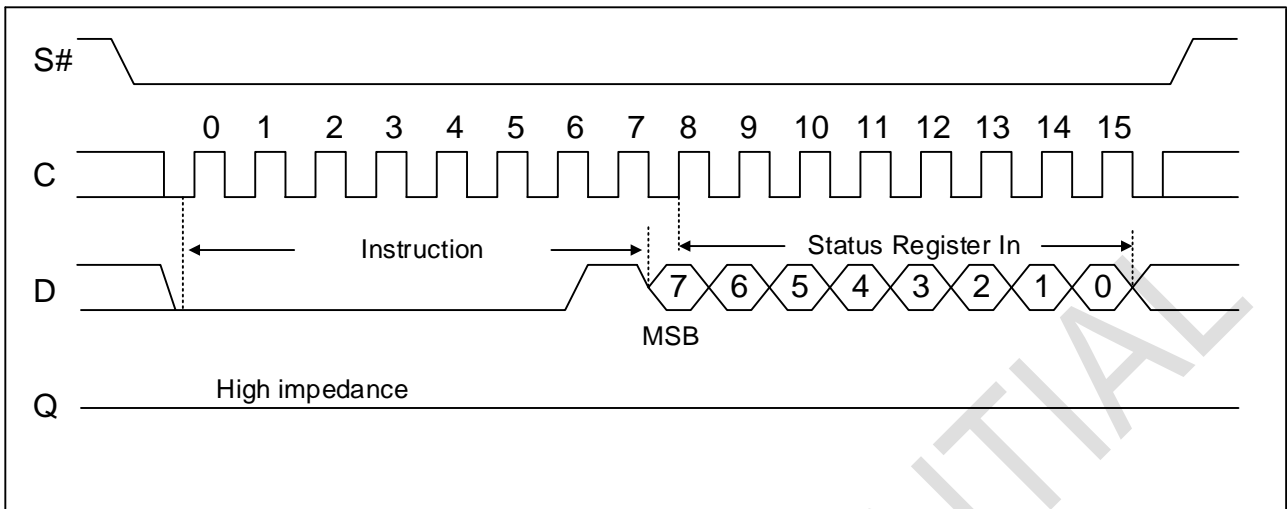 S#
0 1 2 3 4 5 6 7 8 9 10 11 12 13 14 15
C
Instruction
Status Register In
D
7 6 5 4 3 2 1 0
MSB
High impedance
Q
NTIAL